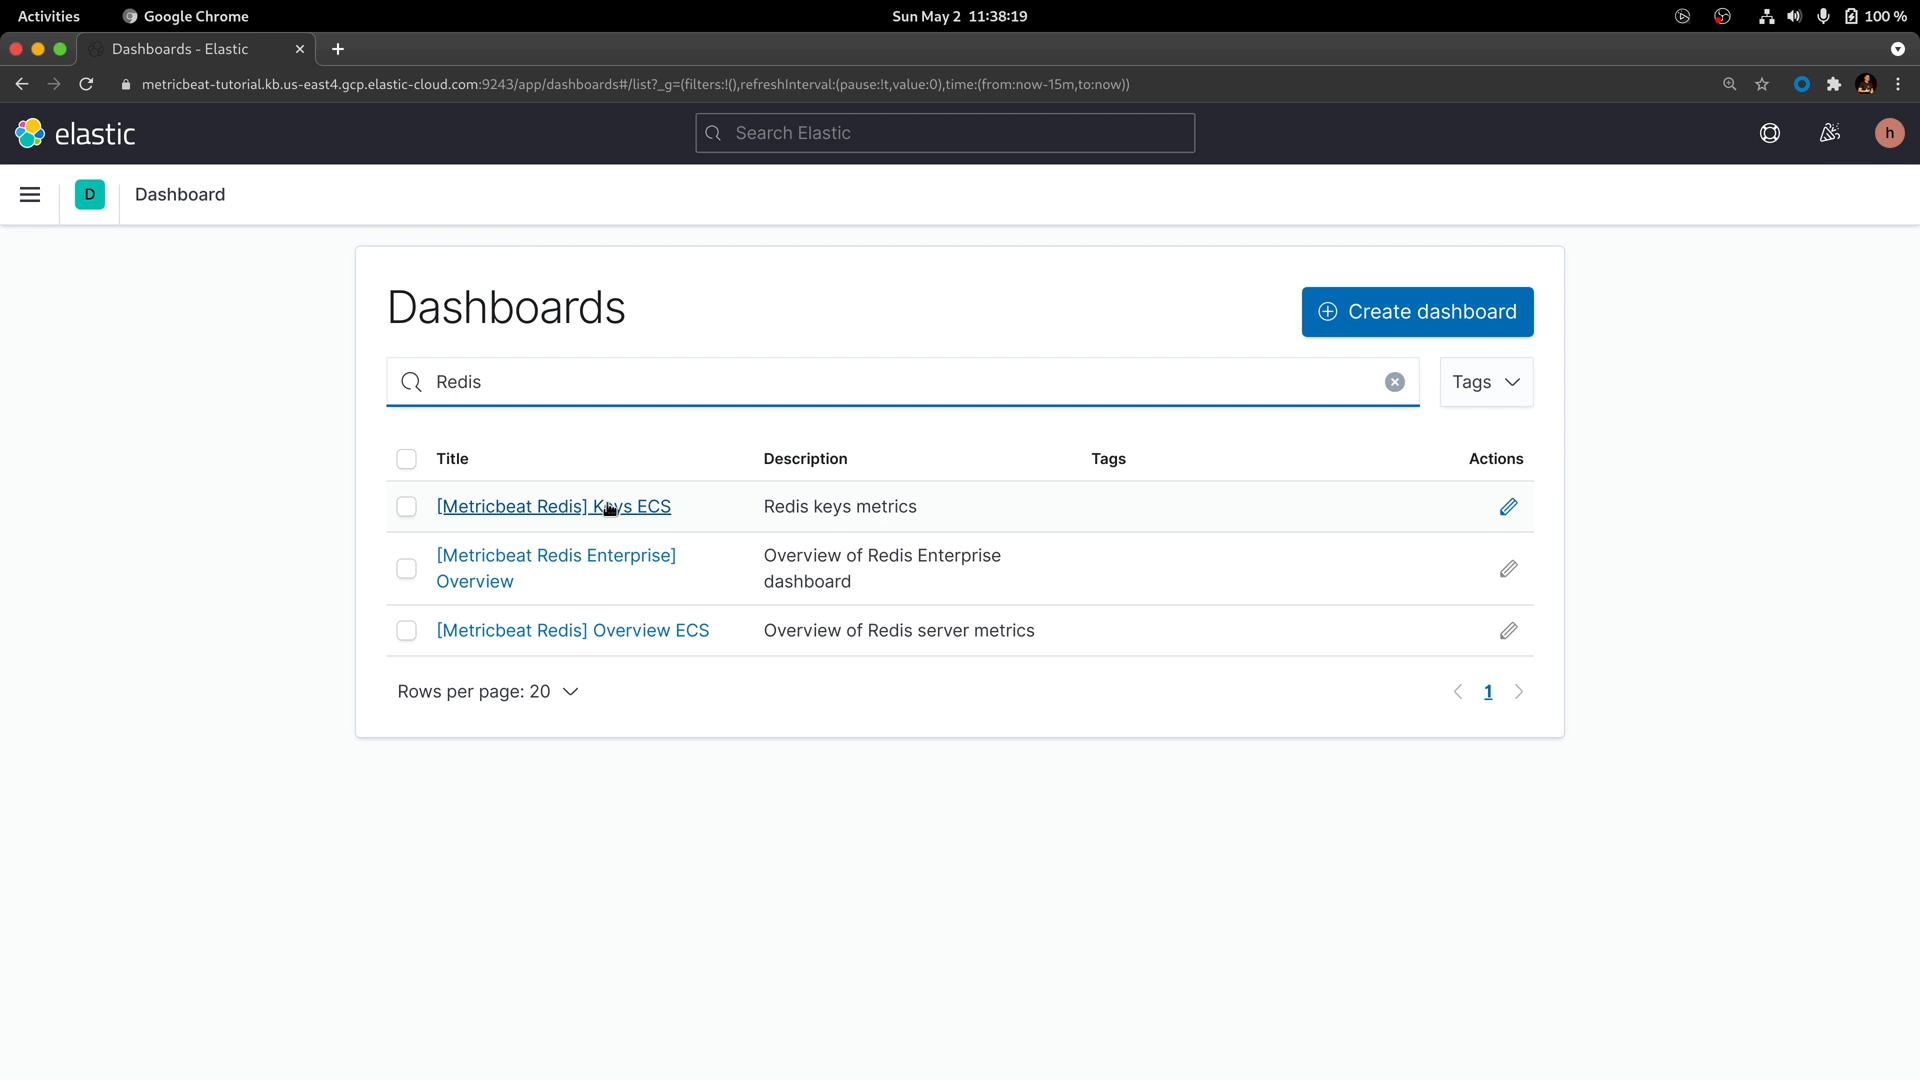 Activities
Google Chrome
Sun May 2 11:38:19
100 %
Dashboards - Elastic
metricbeat-tutorial.kb.us-east4.gcp.elastic-cloud.com:9243/app/dashboards#/list?_g=(filters:!(),refreshInterval:(pause:!t,value:0),time:(from:now-15m,to:now))
elastic
Search Elastic
h
D
Dashboard
Dashboards
Create dashboard
Redis
Tags
Title
Description
Tags
Actions
[Metricbeat Redis] Keys ECS
Redis keys metrics
[Metricbeat Redis Enterprise]
Overview
Overview of Redis Enterprise
dashboard
[Metricbeat Redis] Overview ECS
Overview of Redis server metrics
Rows per page: 20
1